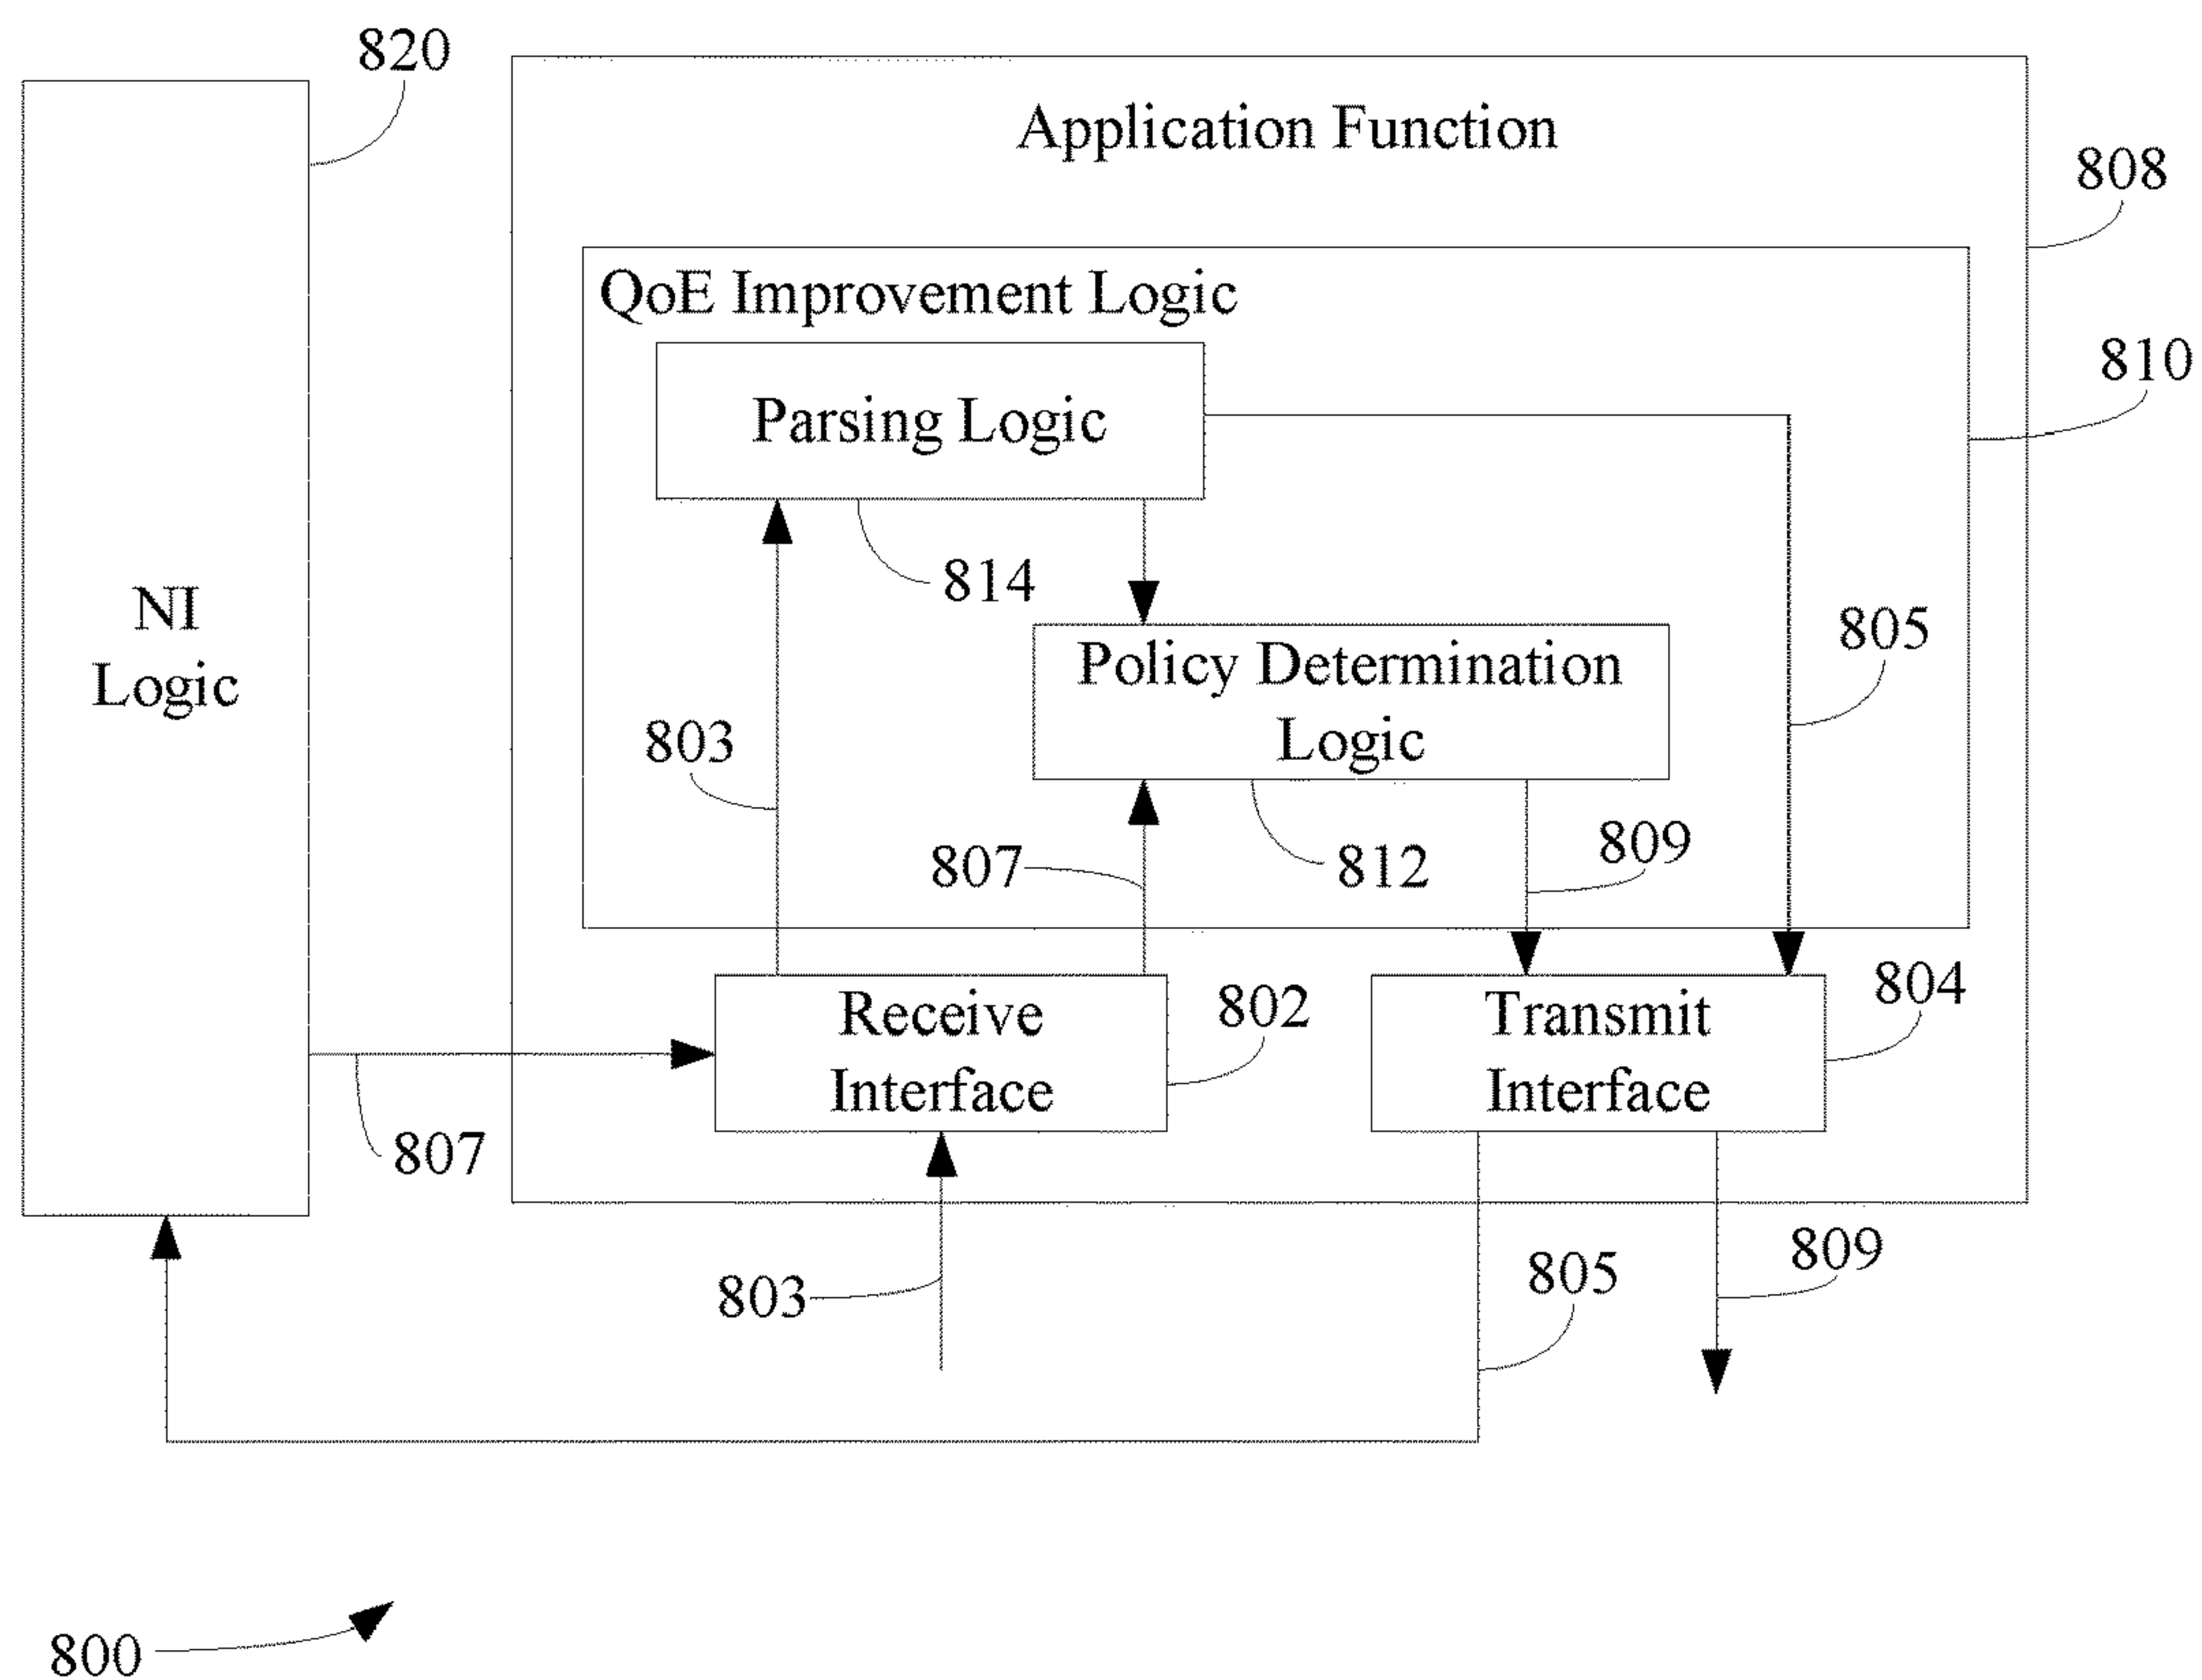 820
Application Function
808
QoE Improvement Logic
810
Parsing Logic
814
805
NI
Logic
Policy Determination
Logic
803
809
807
812
804
Receive
Interface
802
Transmit
Interface
807
809
805
803
800